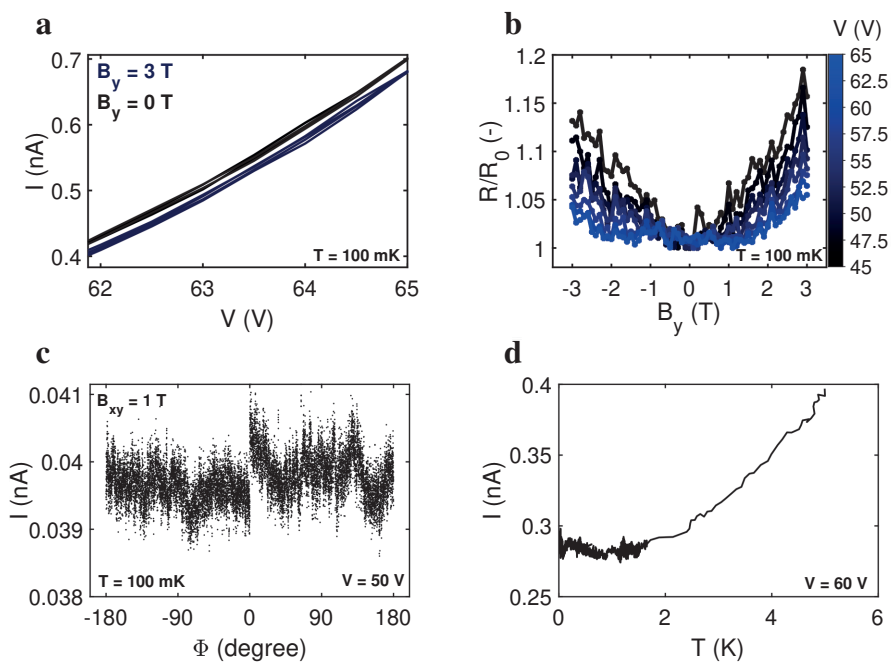 a
B_y = 3 T
B_y = 0 T
I (nA)
0.7
0.6
0.5
0.4
T = 100 mK
62 63 64 65
V (V)
b
V (V)
R/R_0 (-)
1.2
1.15
1.1
1.05
1
T = 100 mK
-3 -2 -1 0 1 2 3
B_y (T)
65
62.5
60
57.5
55
52.5
50
47.5
45
c
B_xy = 1 T
I (nA)
0.041
0.04
0.039
0.038
T = 100 mK
V = 50 V
-180 -90 0 90 180
Φ (degree)
d
I (nA)
0.4
0.35
0.3
0.25
V = 60 V
0 2 4 6
T (K)